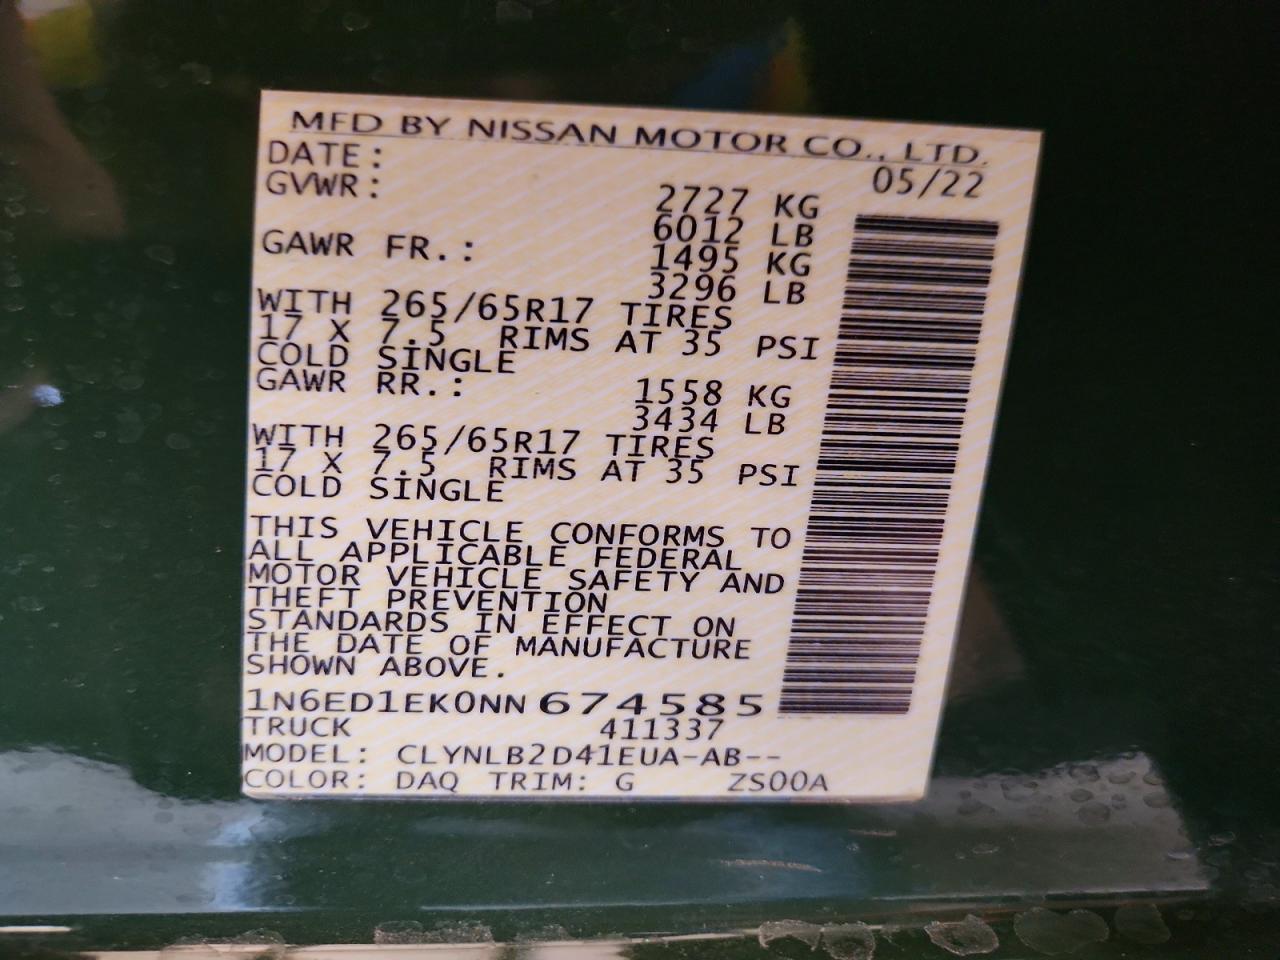 MFD BY NISSAN MOTOR CO., LTD.
DATE: 05/22
GVWR: 2727 KG
6012 LB
GAWR FR.: 1495 KG
3296 LB
WITH 265/65R17 TIRES
17 X 7.5 RIMS AT 35 PSI
COLD SINGLE
GAWR RR.: 1558 KG
3434 LB
WITH 265/65R17 TIRES
17 X 7.5 RIMS AT 35 PSI
COLD SINGLE
THIS VEHICLE CONFORMS TO
ALL APPLICABLE FEDERAL
MOTOR VEHICLE SAFETY AND
THEFT PREVENTION
STANDARDS IN EFFECT ON
THE DATE OF MANUFACTURE
SHOWN ABOVE.
1N6ED1EK0NN674585
TRUCK 411337
MODEL: CLYNLB2D41EUA-AB--
COLOR: DAQ TRIM: G ZS00A